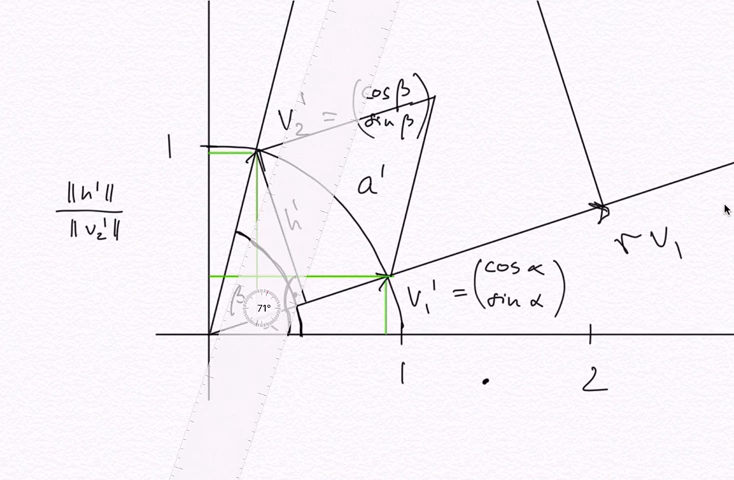 V₂' = (cos β
sin β)
1
a'
‖h'‖
‖v₂'‖
h'
r V₁
V₁' = (cos α
sin α)
β
71°
1
2